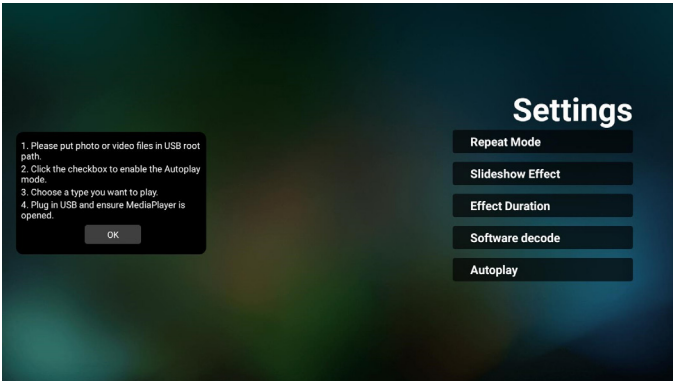 Settings
1. Please put photo or video files in USB root
path.
2. Click the checkbox to enable the Autoplay
mode.
3. Choose a type you want to play.
4. Plug in USB and ensure MediaPlayer is
opened.
OK
Repeat Mode
Slideshow Effect
Effect Duration
Software decode
Autoplay